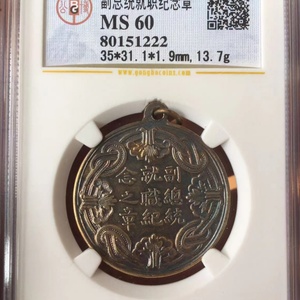 副总统就职纪念章
MS 60
80151222
35*31.1*1.9mm, 13.7g
www.gongbocoins.com
副總統
就職紀
念之章